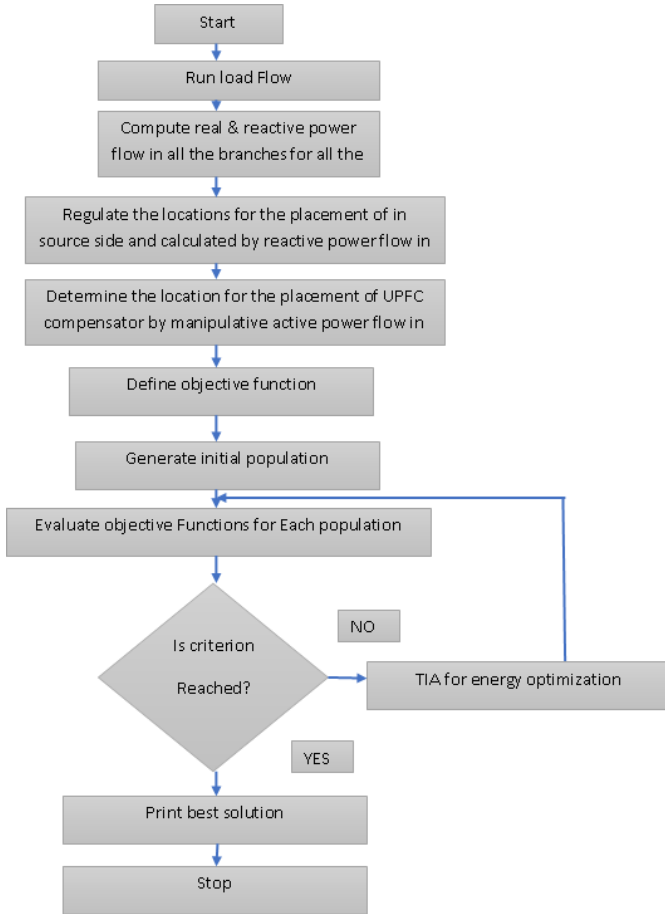 Start
Run load Flow
Compute real & reactive power
flow in all the branches for all the
Regulate the locations for the placement of in
source side and calculated by reactive power flow in
Determine the location for the placement of UPFC
compensator by manipulative active power flow in
Define objective function
Generate initial population
Evaluate objective Functions for Each population
Is criterion
Reached?
NO
TIA for energy optimization
YES
Print best solution
Stop